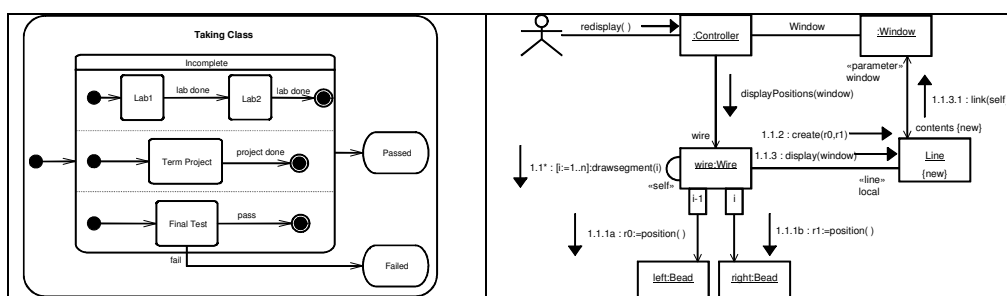 Taking Class
Incomplete
Lab1
lab done
Lab2
lab done
Term Project
project done
Passed
Final Test
pass
fail
Failed
redisplay( )
:Controller
Window
:Window
«parameter»
window
displayPositions(window)
1.1.3.1 : link(self
contents {new}
wire
1.1.2 : create(r0,r1)
1.1* : [i:=1..n]:drawsegment(i)
wire:Wire
1.1.3 : display(window)
Line
{new}
«self»
«line»
local
i-1
i
1.1.1a : r0:=position( )
1.1.1b : r1:=position( )
left:Bead
right:Bead